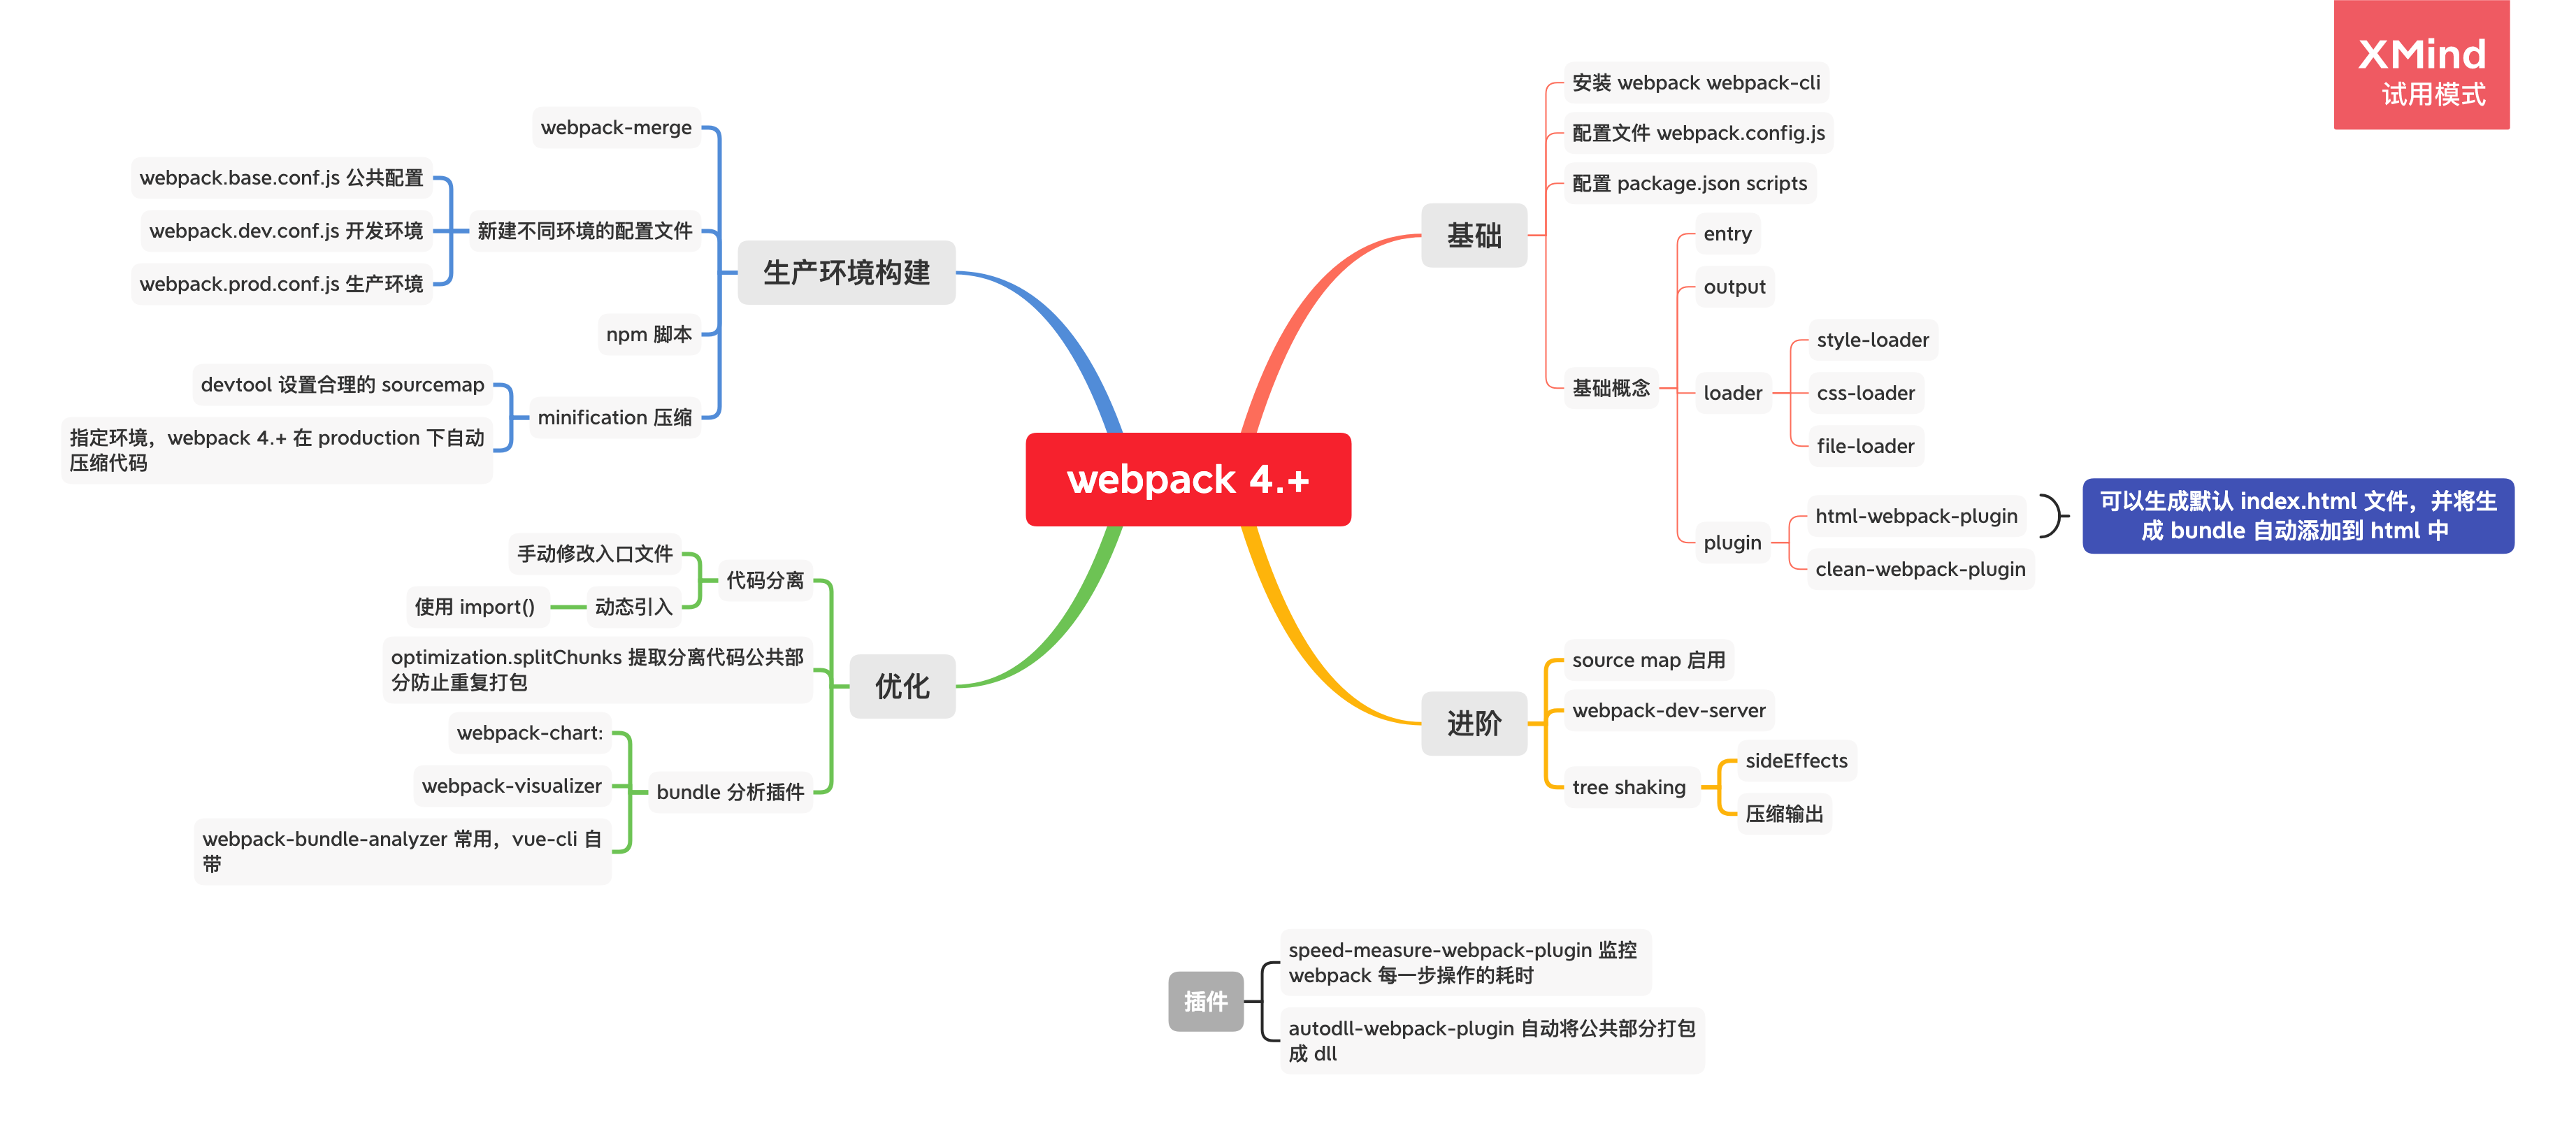 XMind
试用模式
webpack 4.+
基础
安装 webpack webpack-cli
配置文件 webpack.config.js
配置 package.json scripts
基础概念
entry
output
loader
style-loader
css-loader
file-loader
plugin
html-webpack-plugin
可以生成默认 index.html 文件，并将生
成 bundle 自动添加到 html 中
clean-webpack-plugin
进阶
source map 启用
webpack-dev-server
tree shaking
sideEffects
压缩输出
生产环境构建
webpack-merge
新建不同环境的配置文件
webpack.base.conf.js 公共配置
webpack.dev.conf.js 开发环境
webpack.prod.conf.js 生产环境
npm 脚本
minification 压缩
devtool 设置合理的 sourcemap
指定环境，webpack 4.+ 在 production 下自动
压缩代码
优化
代码分离
手动修改入口文件
动态引入
使用 import()
optimization.splitChunks 提取分离代码公共部
分防止重复打包
bundle 分析插件
webpack-chart:
webpack-visualizer
webpack-bundle-analyzer 常用，vue-cli 自
带
插件
speed-measure-webpack-plugin 监控
webpack 每一步操作的耗时
autodll-webpack-plugin 自动将公共部分打包
成 dll